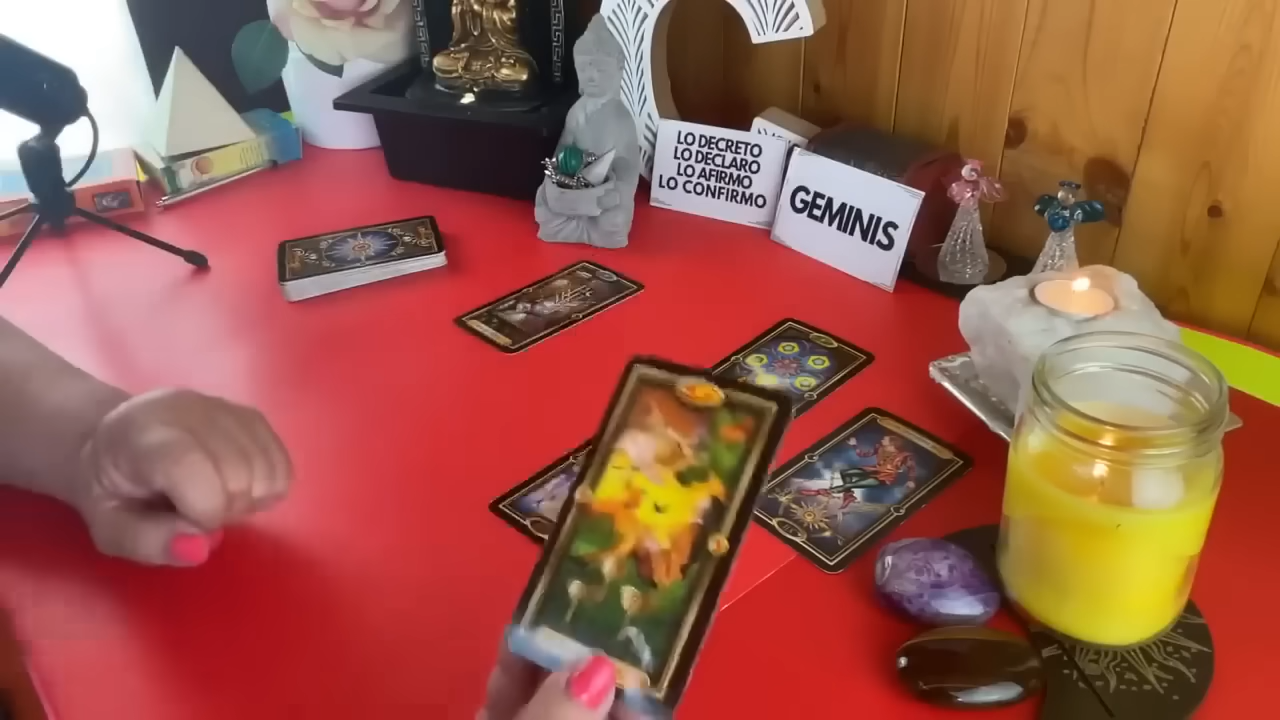 LO DECRETO
LO DECLARO
LO AFIRMO
LO CONFIRMO
GEMINIS